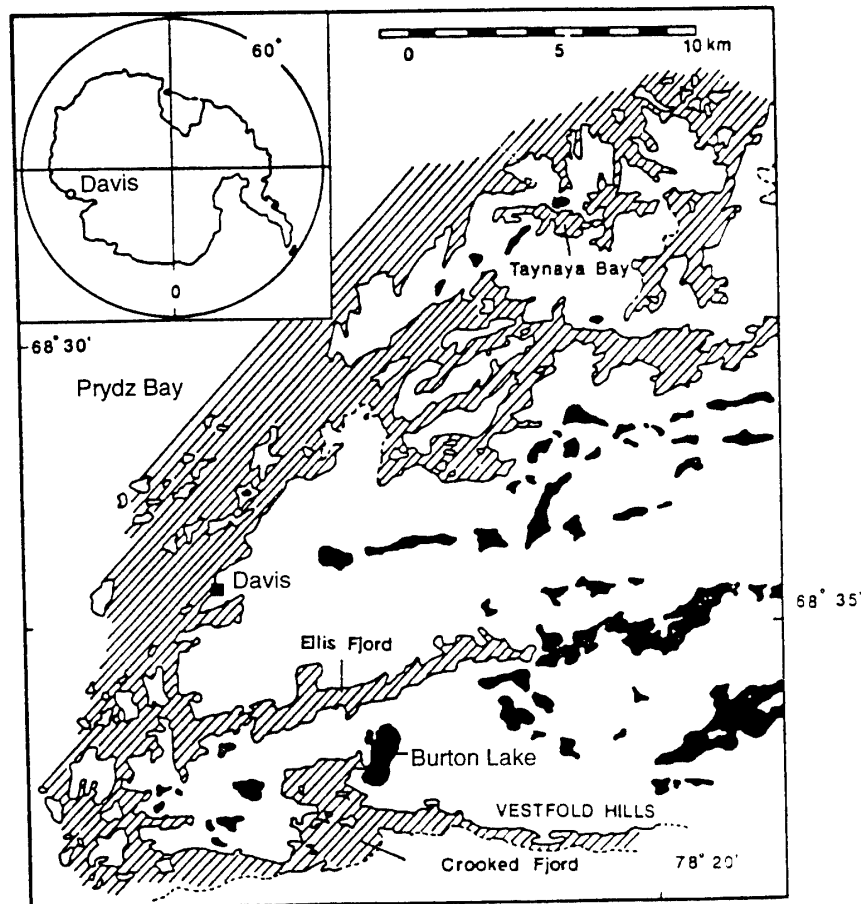 60°
0 5 10 km
Davis
0
Taynaya Bay
68° 30'
Prydz Bay
Davis
68° 35'
Ellis Fjord
Burton Lake
VESTFOLD HILLS
Crooked Fjord
78° 20'